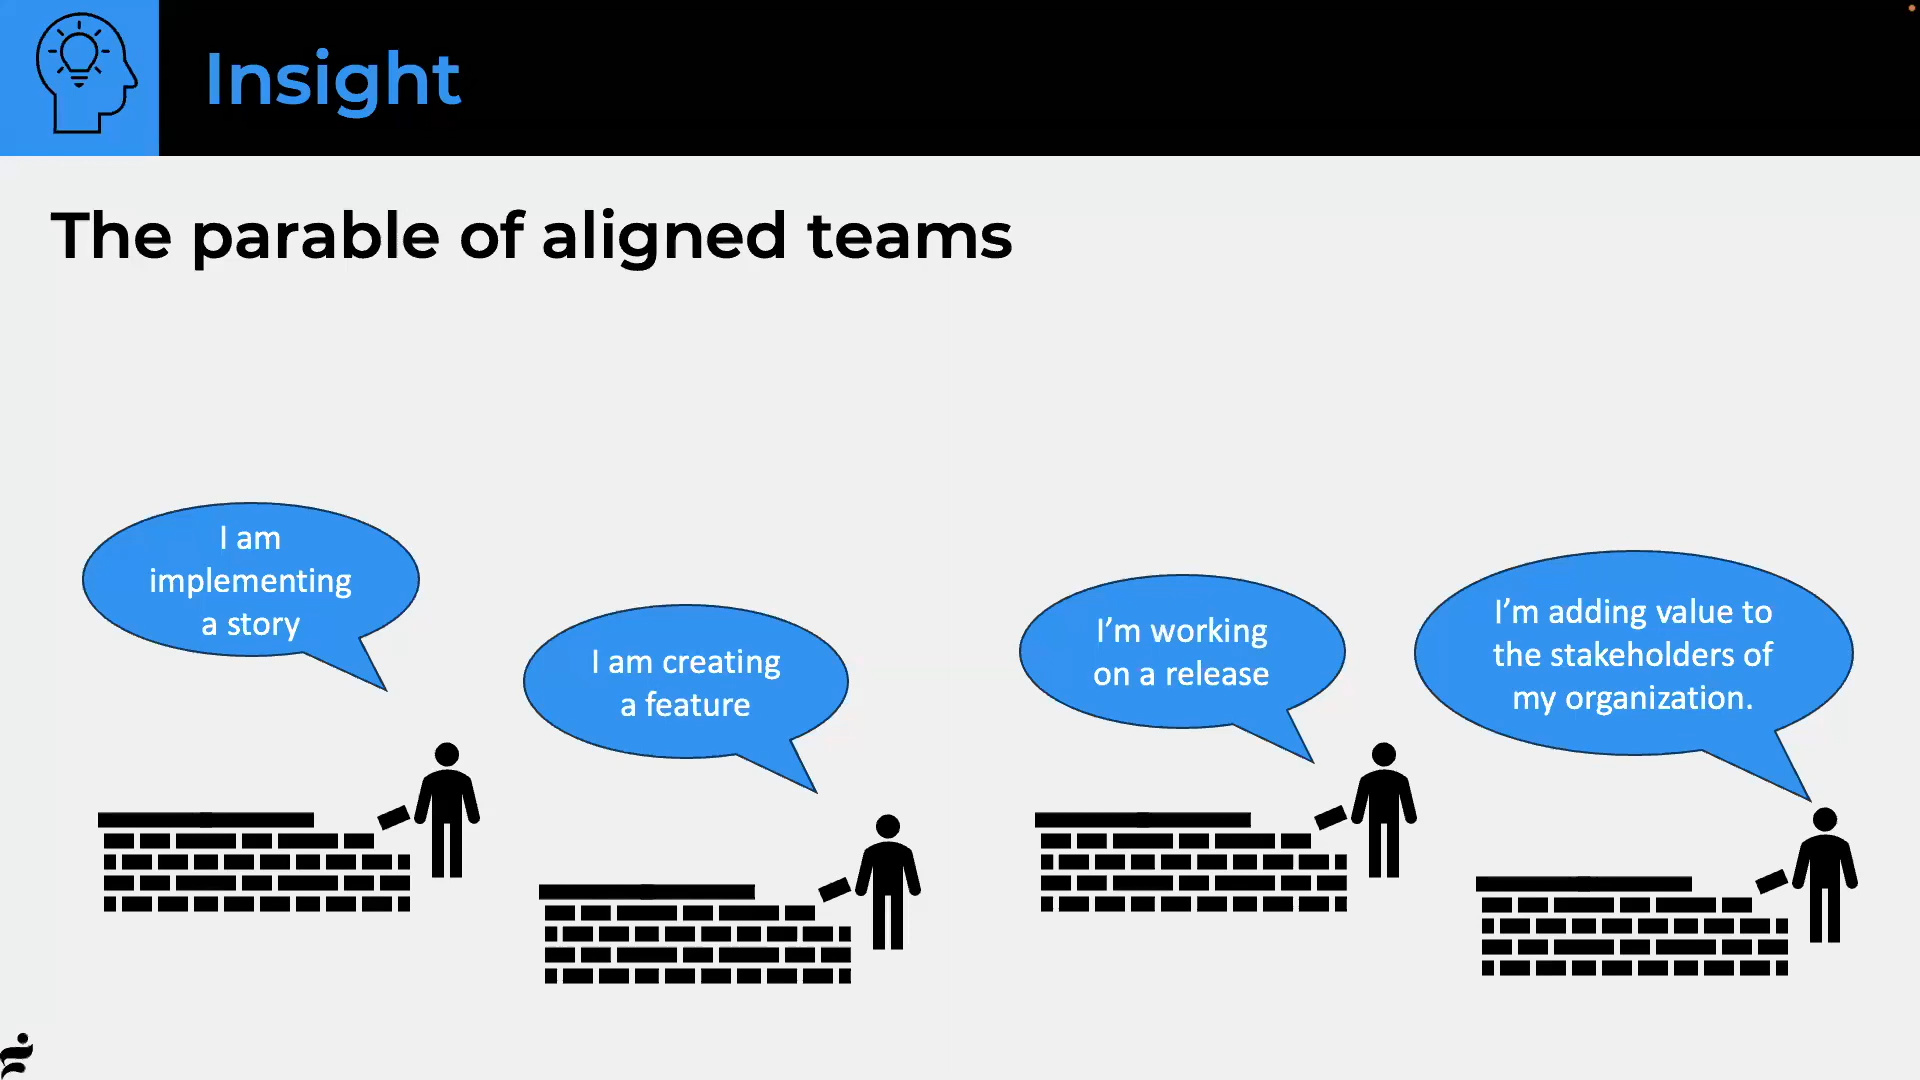 Insight
The parable of aligned teams
I am
implementing
a story
I am creating
a feature
I’m working
on a release
I’m adding value to
the stakeholders of
my organization.